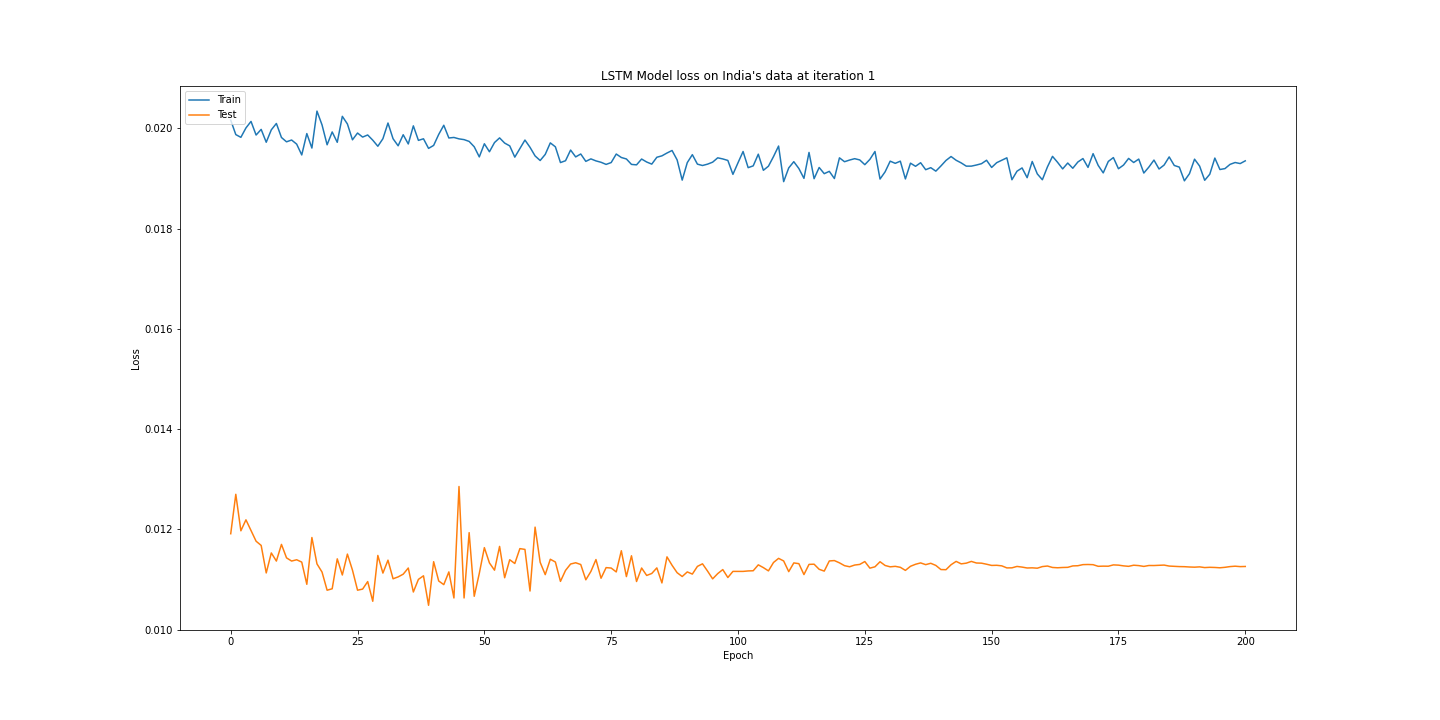 LSTM Model loss on India's data at iteration 1
Train
Test
0.020
0.018
0.016
0.014
0.012
0.010
Loss
0 25 50 75 100 125 150 175 200
Epoch